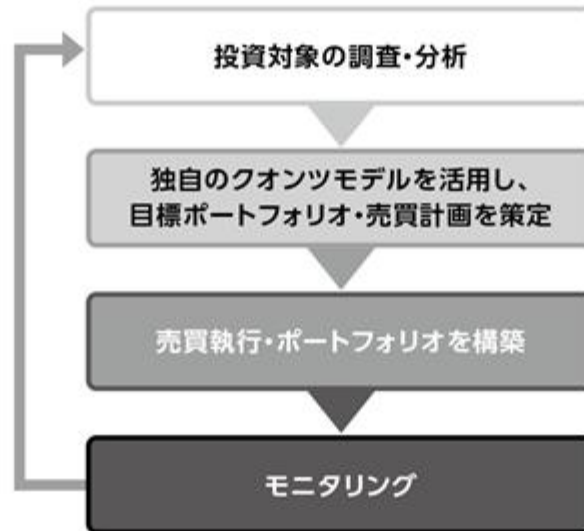 投資対象の調査・分析
独自のクオンツモデルを活用し、
目標ポートフォリオ・売買計画を策定
売買執行・ポートフォリオを構築
モニタリング